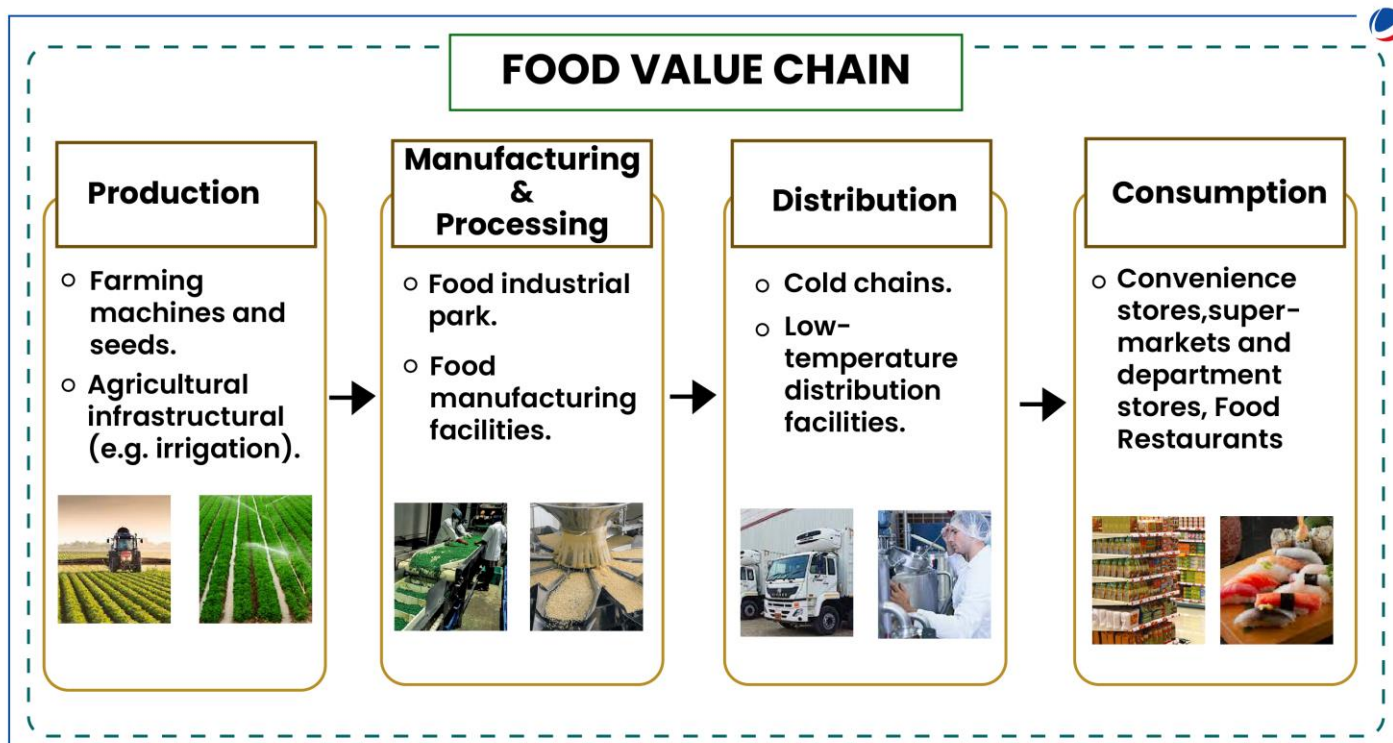 FOOD VALUE CHAIN
Production
○ Farming
machines and
seeds.
○ Agricultural
infrastructural
(e.g. irrigation).
Manufacturing
&
Processing
○ Food industrial
park.
○ Food
manufacturing
facilities.
Distribution
○ Cold chains.
○ Low-
temperature
distribution
facilities.
Consumption
○ Convenience
stores,super-
markets and
department
stores, Food
Restaurants